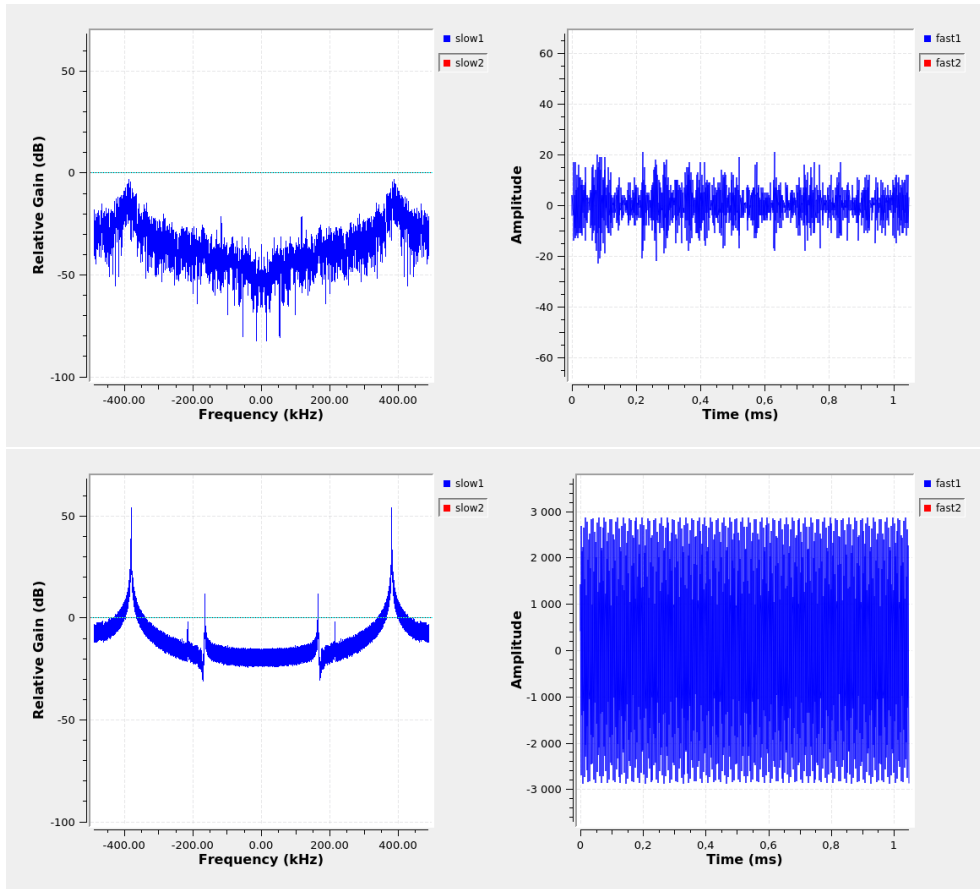 slow1
slow2
50
0
-50
-100
Relative Gain (dB)
-400.00 -200.00 0.00 200.00 400.00
Frequency (kHz)
fast1
fast2
60
40
20
0
-20
-40
-60
Amplitude
0 0,2 0,4 0,6 0,8 1
Time (ms)
slow1
slow2
50
0
-50
-100
Relative Gain (dB)
-400.00 -200.00 0.00 200.00 400.00
Frequency (kHz)
fast1
fast2
3 000
2 000
1 000
0
-1 000
-2 000
-3 000
Amplitude
0 0,2 0,4 0,6 0,8 1
Time (ms)